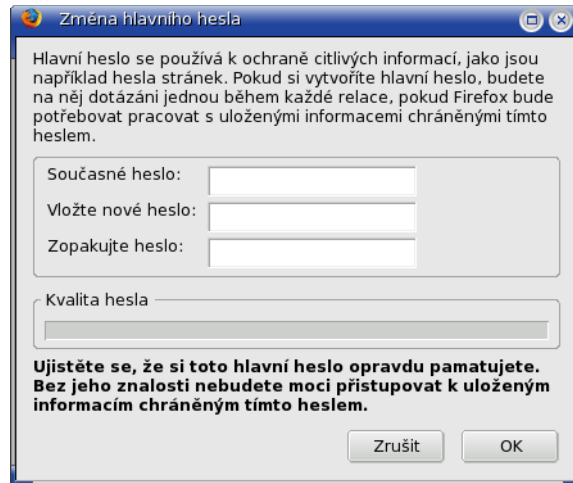 Změna hlavního hesla
Hlavní heslo se používá k ochraně citlivých informací, jako jsou
například hesla stránek. Pokud si vytvoříte hlavní heslo, budete
na něj dotázáni jednou během každé relace, pokud Firefox bude
potřebovat pracovat s uloženými informacemi chráněnými tímto
heslem.
Současné heslo:
Vložte nové heslo:
Zopakujte heslo:
Kvalita hesla
Ujistěte se, že si toto hlavní heslo opravdu pamatujete.
Bez jeho znalosti nebudete moci přistupovat k uloženým
informacím chráněným tímto heslem.
Zrušit OK